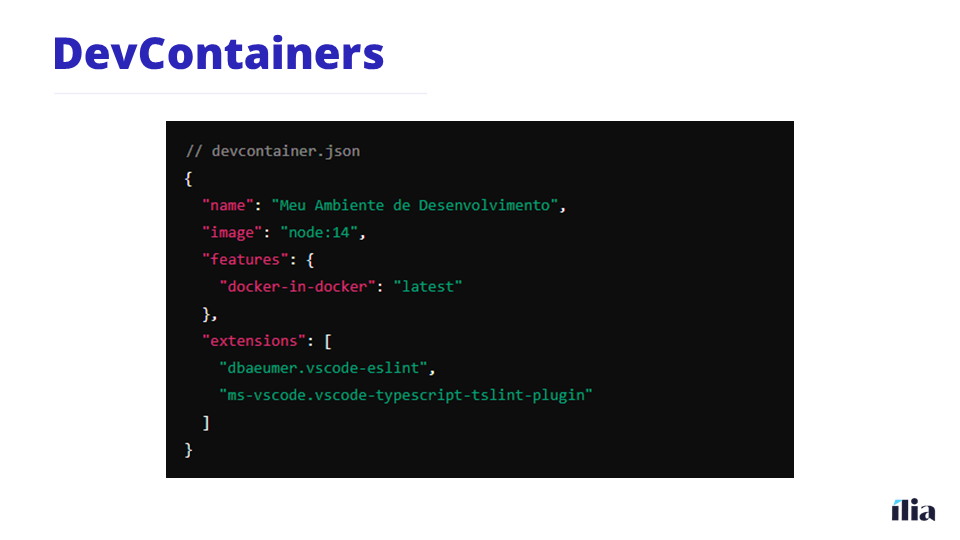 DevContainers
// devcontainer.json
{
  "name": "Meu Ambiente de Desenvolvimento",
  "image": "node:14",
  "features": {
    "docker-in-docker": "latest"
  },
  "extensions": [
    "dbaeumer.vscode-eslint",
    "ms-vscode.vscode-typescript-tslint-plugin"
  ]
}
ília